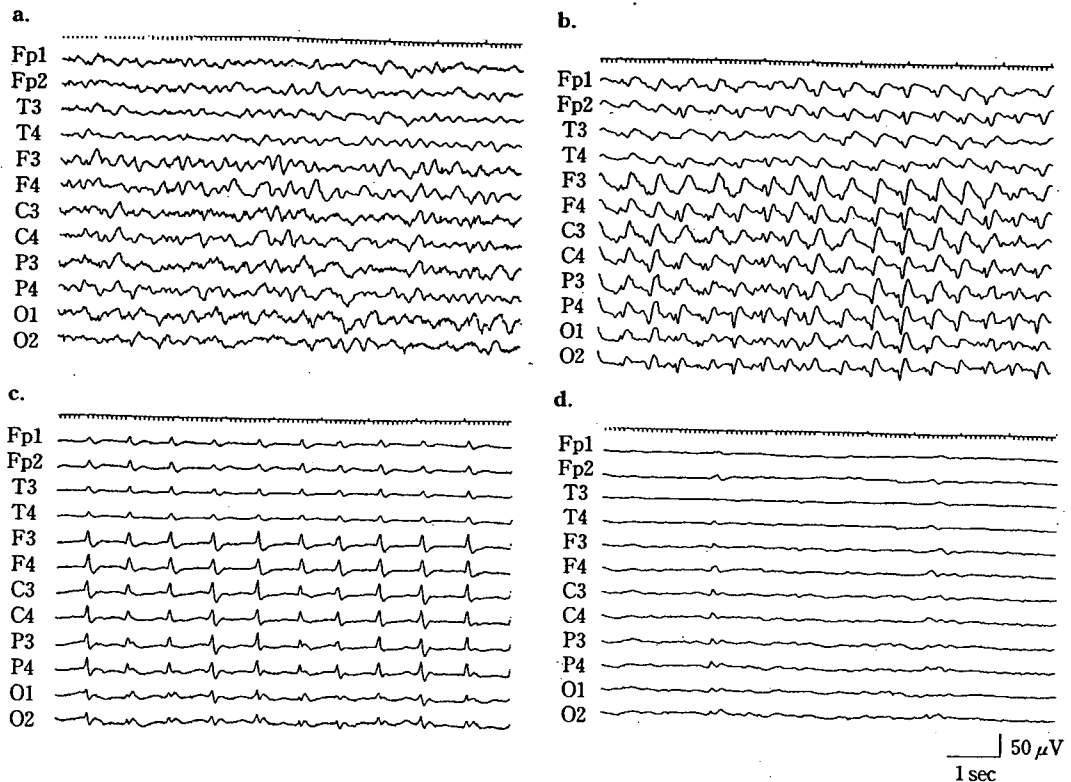 a.
Fp1
Fp2
T3
T4
F3
F4
C3
C4
P3
P4
O1
O2
b.
Fp1
Fp2
T3
T4
F3
F4
C3
C4
P3
P4
O1
O2
c.
Fp1
Fp2
T3
T4
F3
F4
C3
C4
P3
P4
O1
O2
d.
Fp1
Fp2
T3
T4
F3
F4
C3
C4
P3
P4
O1
O2
50 μV
1 sec